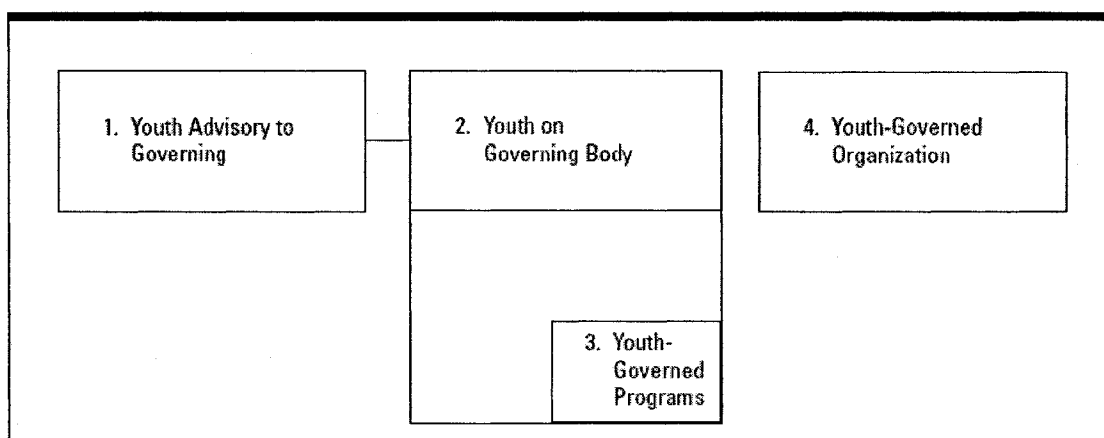 1. Youth Advisory to
Governing
2. Youth on
Governing Body
4. Youth-Governed
Organization
3. Youth-
Governed
Programs